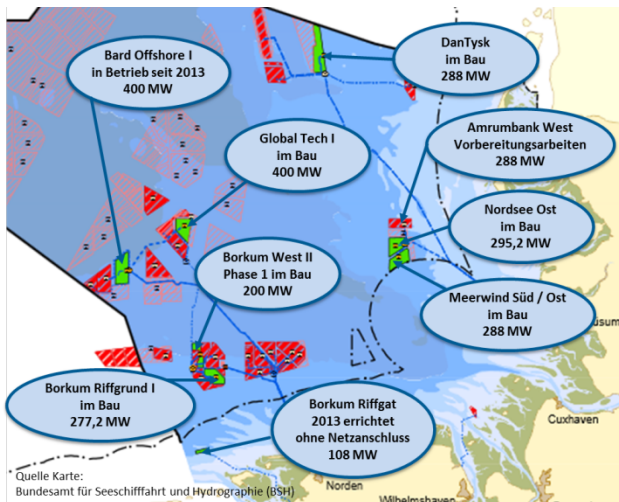 Bard Offshore I
in Betrieb seit 2013
400 MW
DanTysk
im Bau
288 MW
Global Tech I
im Bau
400 MW
Amrumbank West
Vorbereitungsarbeiten
288 MW
Nordsee Ost
im Bau
295,2 MW
Borkum West II
Phase 1 im Bau
200 MW
Meerwind Süd / Ost
im Bau
288 MW
usum
Borkum Riffgrund I
im Bau
277,2 MW
Borkum Riffgat
2013 errichtet
ohne Netzanschluss
108 MW
Cuxhaven
Quelle Karte:
Bundesamt für Seeschifffahrt und Hydrographie (BSH)
Norden
Wilhelmshaven